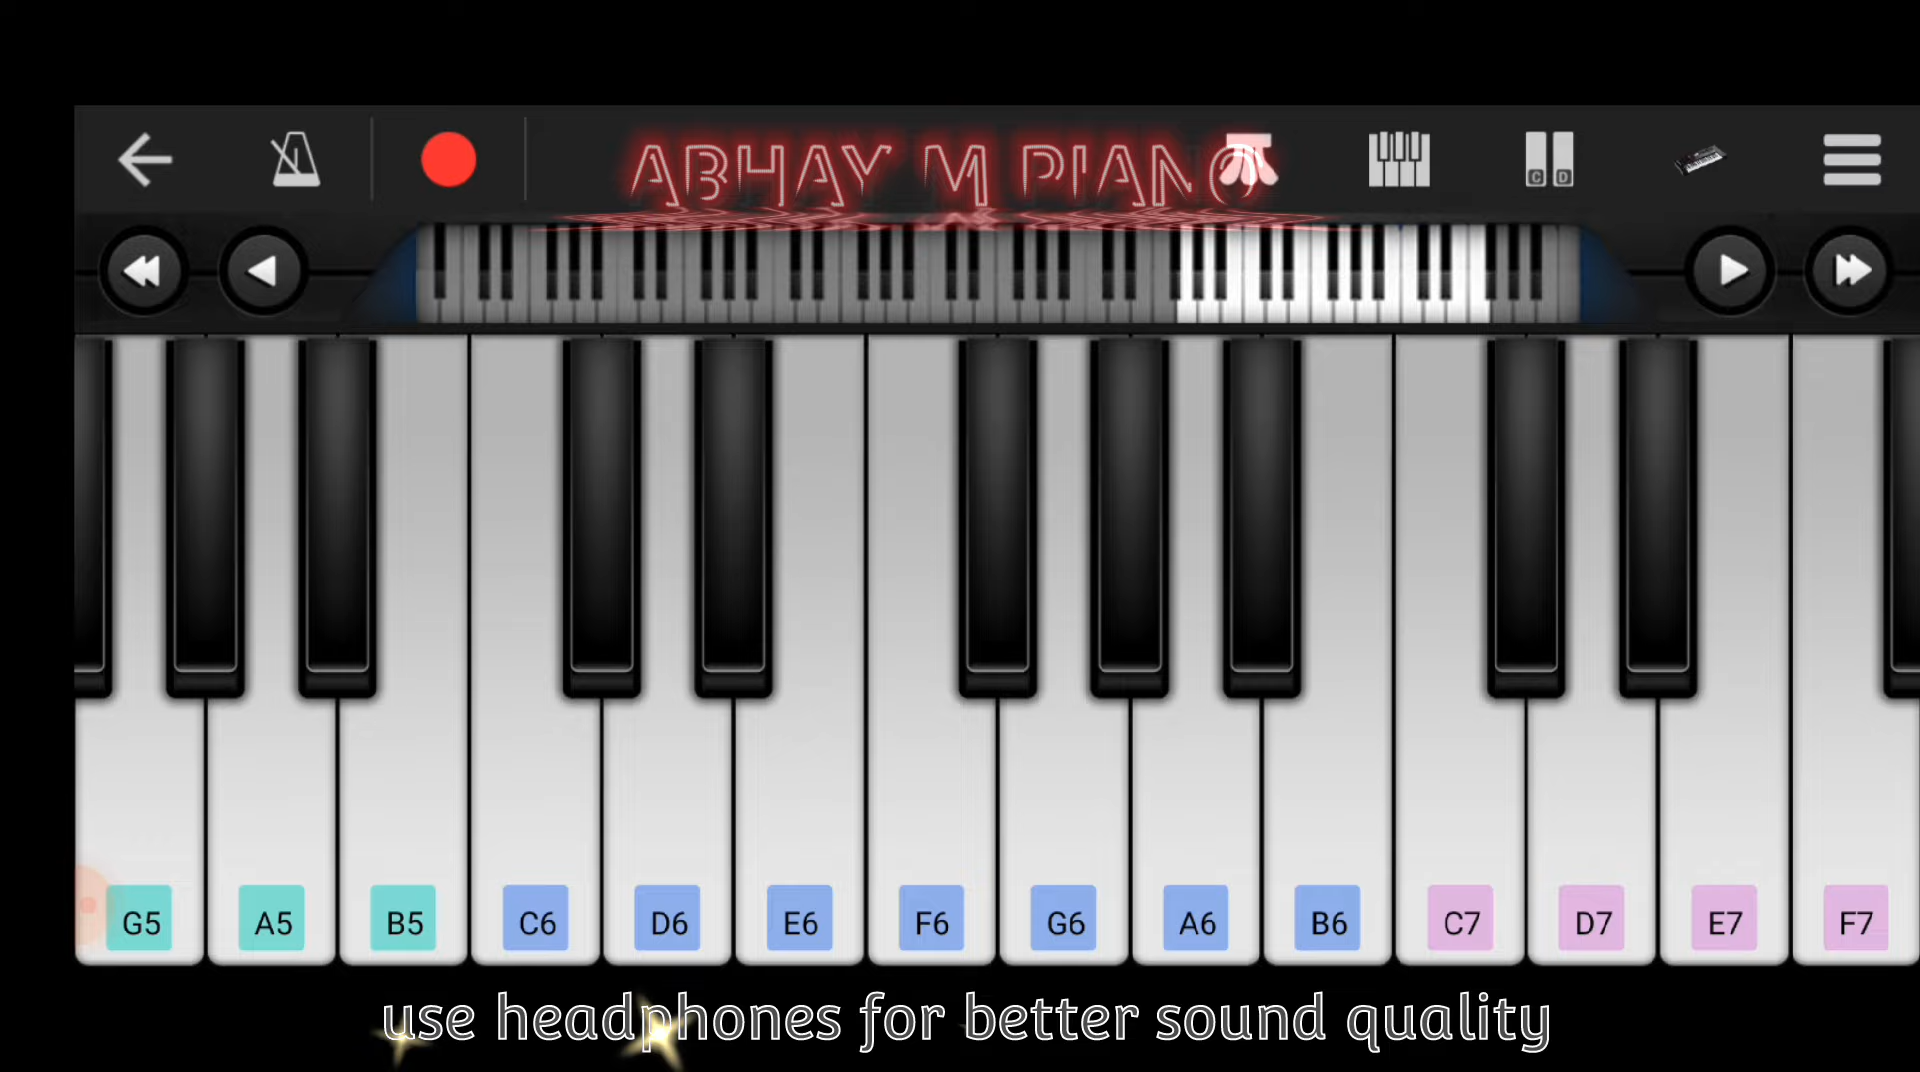 ABHAY M PIANO
C D
G5 A5 B5 C6 D6 E6 F6 G6 A6 B6 C7 D7 E7 F7
use headphones for better sound quality